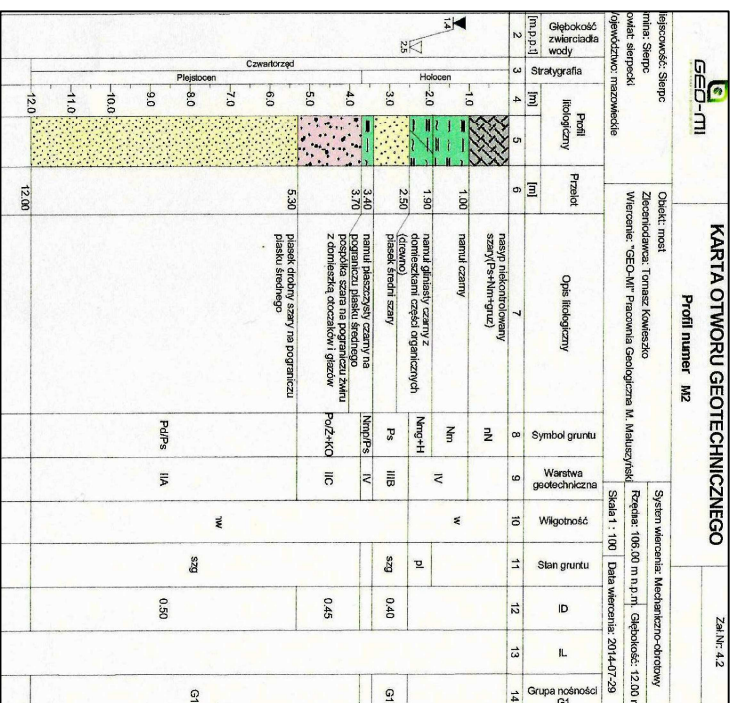 GEO-MI
KARTA OTWORU GEOTECHNICZNEGO
Profil numer M2
Zał.Nr: 4.2
Miejscowość: Sierpc
Gmina: Sierpc
Powiat: sierpecki
Województwo: mazowieckie
Obiekt: most
Zleceniodawca: Tomasz Kowieszko
Wiercenie: "GEO-MI" Pracownia Geologiczna M. Maluszyński
System wiercenia: Mechaniczno-obrotowy
Rzędna: 106.00 m n.p.m. Głębokość: 12.00 m
Skala 1 : 100 Data wiercenia: 2014-07-29
Głębokość zwierciadła wody [m.p.p.t]
Stratygrafia
Profil litologiczny
[m]
Przelot
[m]
Opis litologiczny
Symbol gruntu
Warstwa geotechniczna
Wilgotność
Stan gruntu
ID
IL
Grupa nośności
G1
2 3 4 5 6 7 8 9 10 11 12 13 14
1.4
2.5
Czwartorzęd
Holocen
Plejstocen
1.0
2.0
3.0
4.0
5.0
6.0
7.0
8.0
9.0
10.0
11.0
12.0
nasyp niekontrolowany
szary(Ps+Nm+gruz)
nN
1.00
namuł czarny
Nm
IV
w
1.90
namuł gliniasty czarny z
domieszkami części organicznych
(drewno)
Nmg+H
pl
2.50
piasek średni szary
Ps
IIIB
szg
0.40
G1
3.40
namuł piaszczysty czarny na
pograniczu piasku średniego
Nmp/Ps
IV
3.70
pospółka szara na pograniczu żwiru
z domieszką otoczaków i głazów
Po/Ż+KO
IIC
nw
szg
0.45
G1
5.30
piasek drobny szary na pograniczu
piasku średniego
Pd/Ps
IIA
0.50
12.00